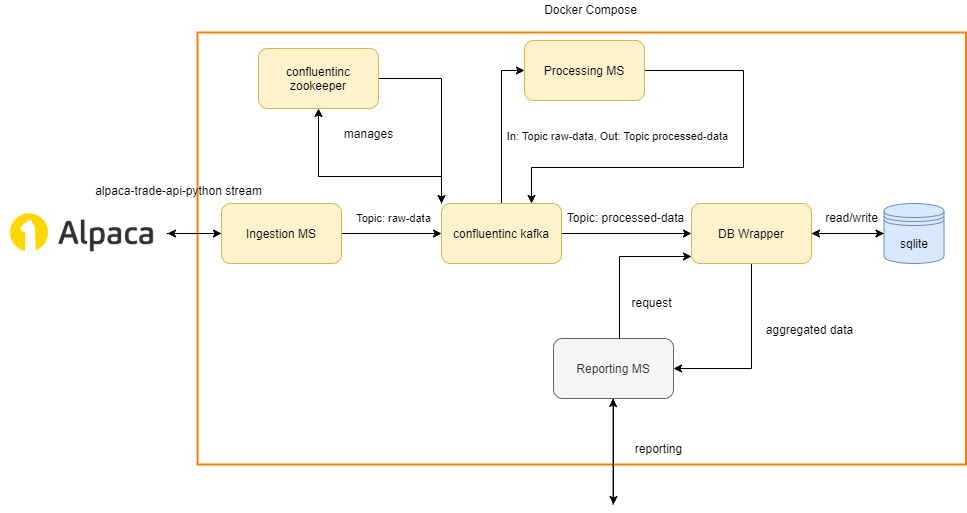 Docker Compose
confluentinc
zookeeper
Processing MS
manages
In: Topic raw-data, Out: Topic processed-data
alpaca-trade-api-python stream
Alpaca
Ingestion MS
Topic: raw-data
confluentinc kafka
Topic: processed-data
DB Wrapper
read/write
sqlite
request
aggregated data
Reporting MS
reporting